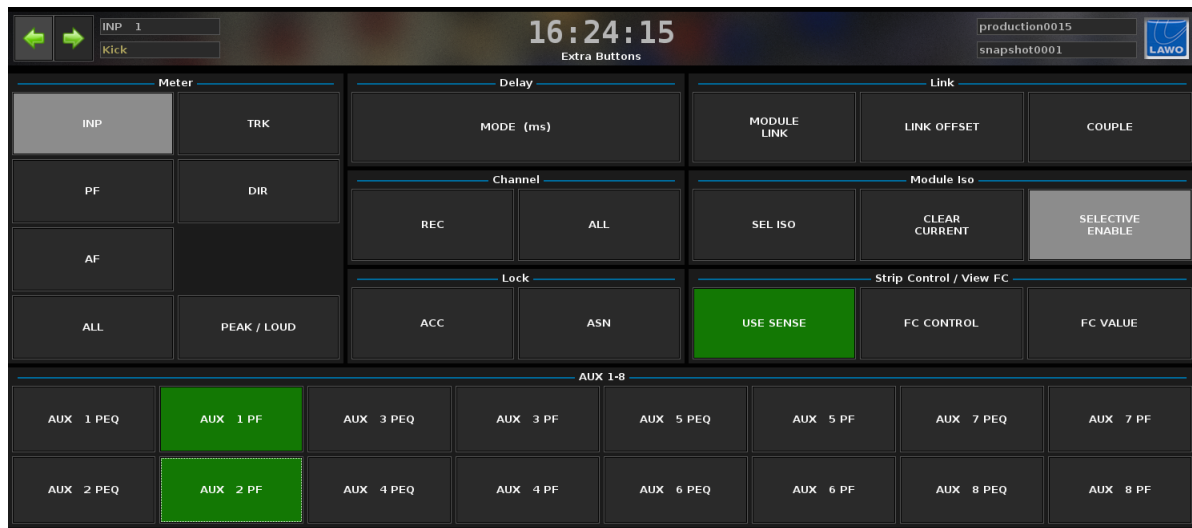 INP 1
Kick
16:24:15
Extra Buttons
production0015
snapshot0001
LAWO
Meter
INP
TRK
PF
DIR
AF
ALL
PEAK / LOUD
Delay
MODE (ms)
Channel
REC
ALL
Lock
ACC
ASN
Link
MODULE
LINK
LINK OFFSET
COUPLE
Module Iso
SEL ISO
CLEAR
CURRENT
SELECTIVE
ENABLE
Strip Control / View FC
USE SENSE
FC CONTROL
FC VALUE
AUX 1-8
AUX 1 PEQ
AUX 1 PF
AUX 3 PEQ
AUX 3 PF
AUX 5 PEQ
AUX 5 PF
AUX 7 PEQ
AUX 7 PF
AUX 2 PEQ
AUX 2 PF
AUX 4 PEQ
AUX 4 PF
AUX 6 PEQ
AUX 6 PF
AUX 8 PEQ
AUX 8 PF